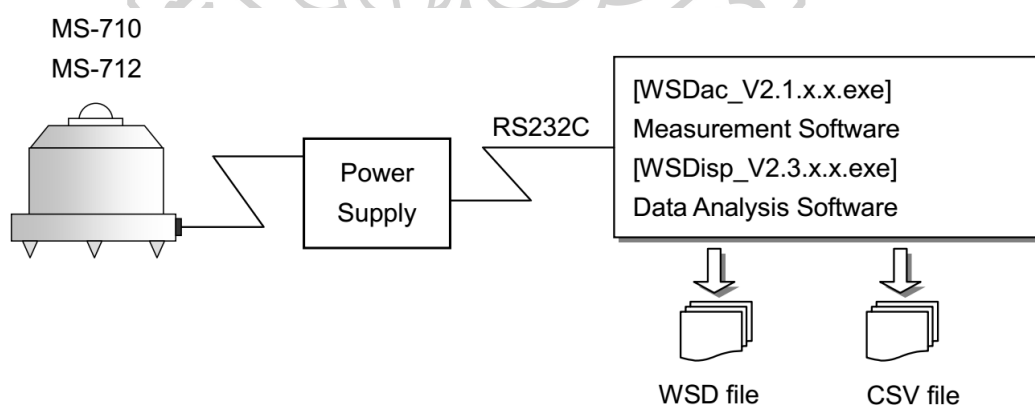 MS-710
MS-712
RS232C
Power
Supply
[WSDac_V2.1.x.x.exe]
Measurement Software
[WSDisp_V2.3.x.x.exe]
Data Analysis Software
WSD file
CSV file